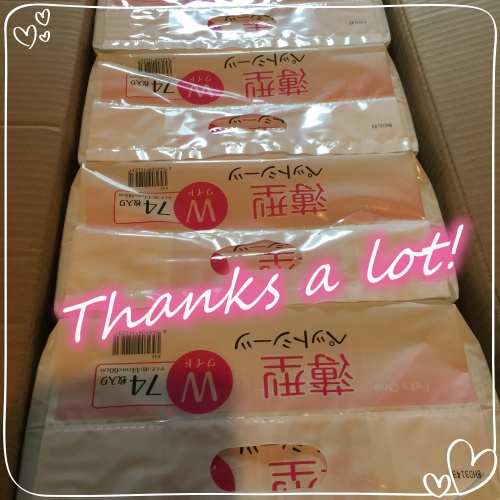 ペットシーツ
薄型
W
ワイド
74枚入り
ペットシーツ
薄型
W
ワイド
74枚入り
Thanks a lot!
ペットシーツ
薄型
W
ワイド
74枚入り
Pet's One
型